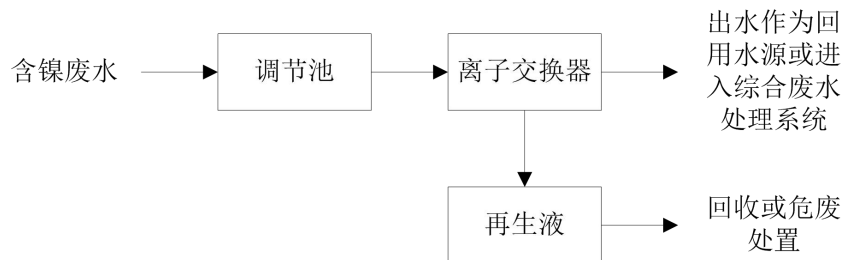 含镍废水
调节池
离子交换器
出水作为回
用水源或进
入综合废水
处理系统
再生液
回收或危废
处置